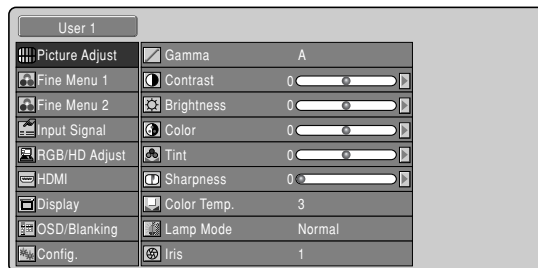 User 1
Picture Adjust
Gamma A
Fine Menu 1
Contrast 0
Fine Menu 2
Brightness 0
Input Signal
Color 0
RGB/HD Adjust
Tint 0
HDMI
Sharpness 0
Display
Color Temp. 3
OSD/Blanking
Lamp Mode Normal
Config.
Iris 1